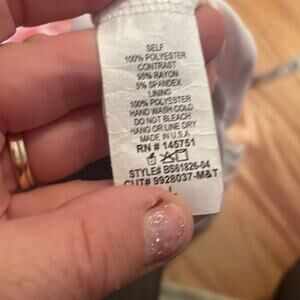 SELF
100% POLYESTER
CONTRAST
95% RAYON
5% SPANDEX
LINING
100% POLYESTER
HAND WASH COLD
DO NOT BLEACH
HANG OR LINE DRY
MADE IN U.S.A
RN # 145751
STYLE# BS61826-04
CUT# 9928037-M&T
L